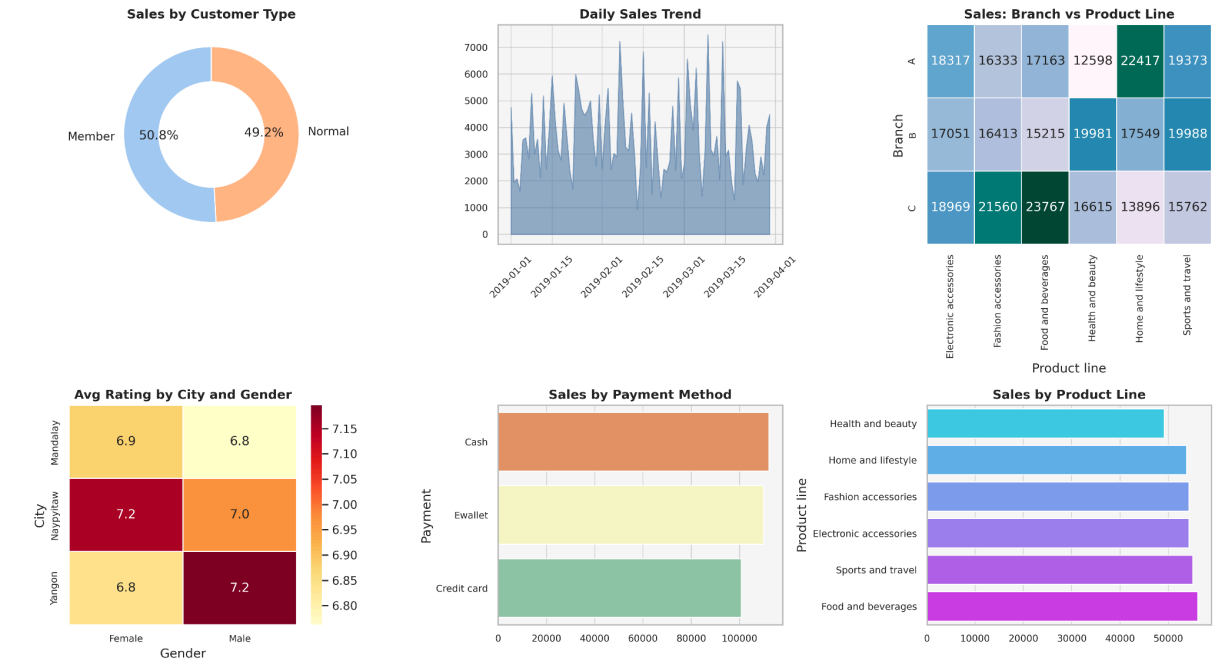 Sales by Customer Type
Member
50.8%
49.2%
Normal
Daily Sales Trend
7000
6000
5000
4000
3000
2000
1000
0
2019-01-01
2019-01-15
2019-02-01
2019-02-15
2019-03-01
2019-03-15
2019-04-01
Sales: Branch vs Product Line
Branch
A
18317 16333 17163 12598 22417 19373
B
17051 16413 15215 19981 17549 19988
C
18969 21560 23767 16615 13896 15762
Electronic accessories
Fashion accessories
Food and beverages
Health and beauty
Home and lifestyle
Sports and travel
Product line
Avg Rating by City and Gender
City
Mandalay
6.9 6.8
Naypyitaw
7.2 7.0
Yangon
6.8 7.2
Female Male
Gender
7.15
7.10
7.05
7.00
6.95
6.90
6.85
6.80
Sales by Payment Method
Payment
Cash
Ewallet
Credit card
0 20000 40000 60000 80000 100000
Sales by Product Line
Product line
Health and beauty
Home and lifestyle
Fashion accessories
Electronic accessories
Sports and travel
Food and beverages
0 10000 20000 30000 40000 50000